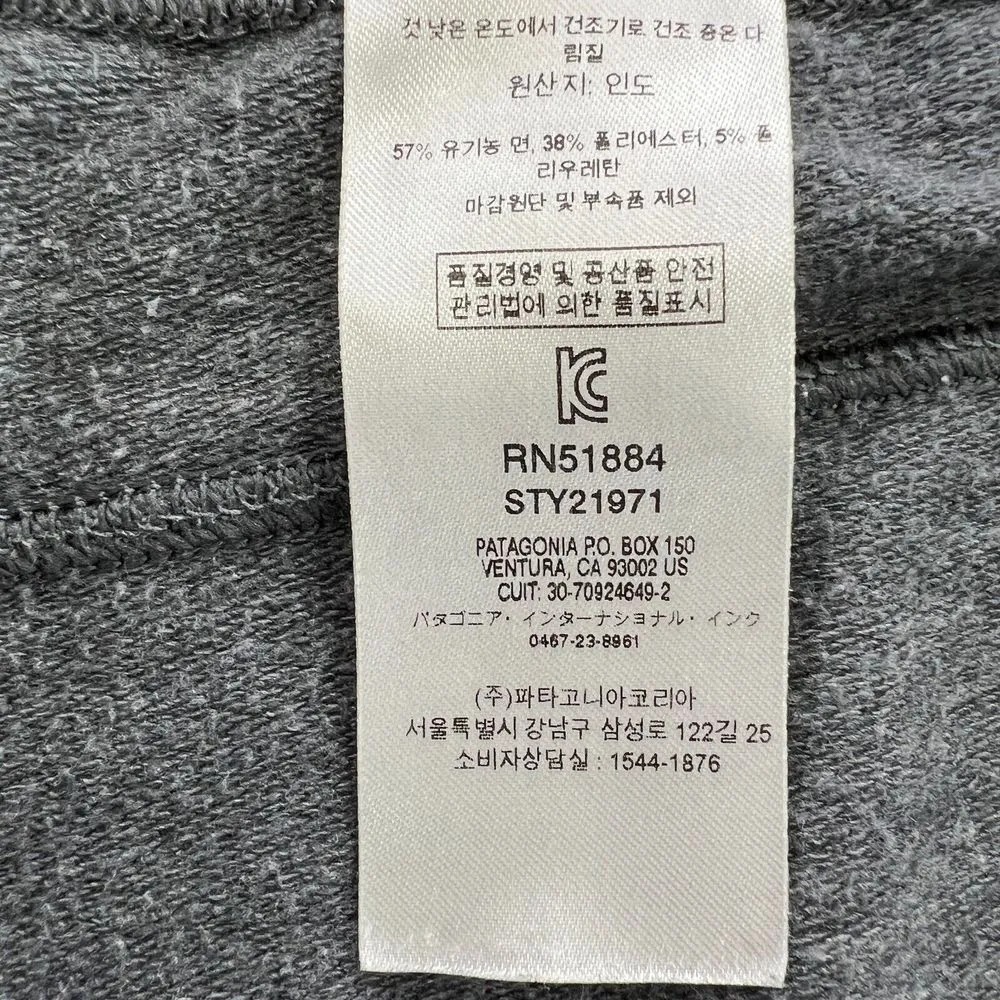 것 낮은 온도에서 건조기로 건조 중온 다
림질
원산지: 인도
57% 유기농 면, 38% 폴리에스터, 5% 폴
리우레탄
마감원단 및 부속품 제외
품질경영 및 공산품 안전
관리법에 의한 품질표시
KC
RN51884
STY21971
PATAGONIA P.O. BOX 150
VENTURA, CA 93002 US
CUIT: 30-70924649-2
パタゴニア・インターナショナル・インク
0467-23-8961
(주)파타고니아코리아
서울특별시 강남구 삼성로 122길 25
소비자상담실 : 1544-1876